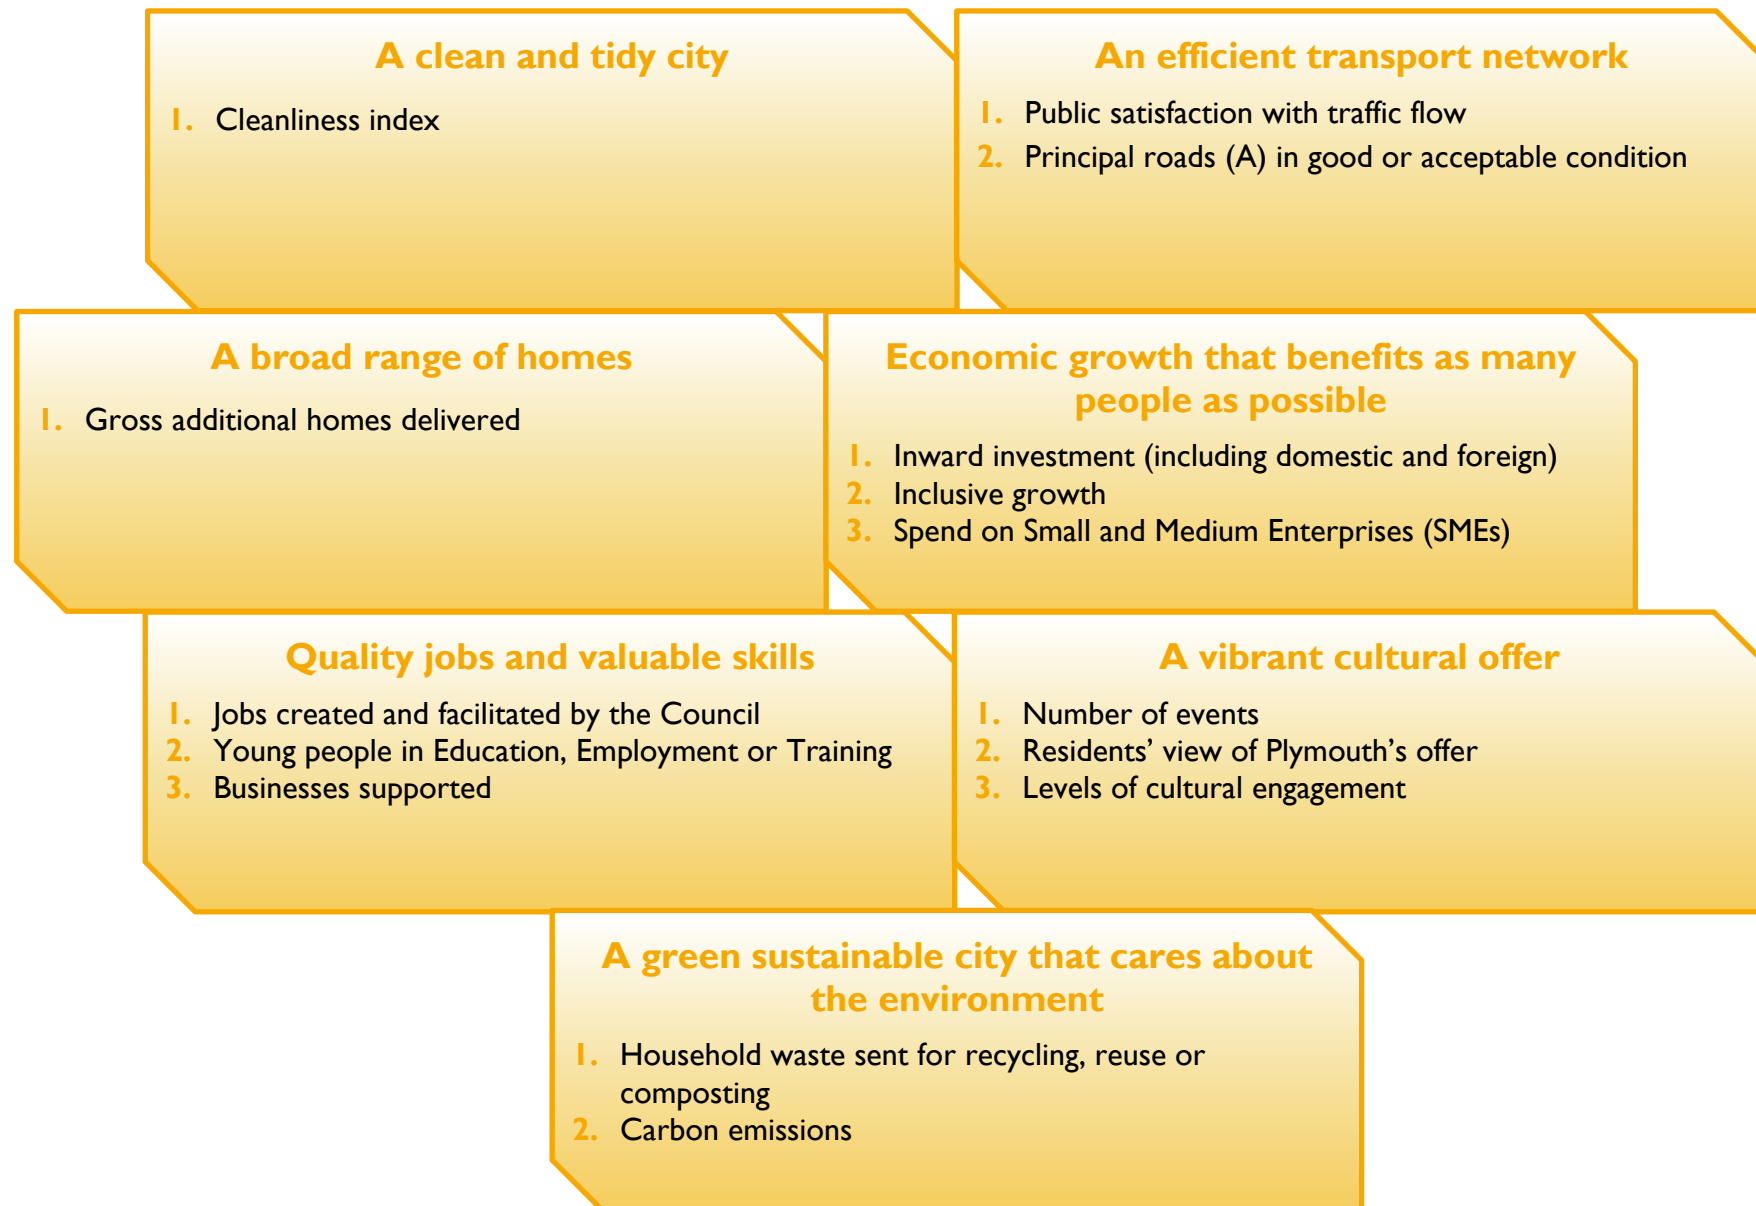 A clean and tidy city
1. Cleanliness index
An efficient transport network
1. Public satisfaction with traffic flow
2. Principal roads (A) in good or acceptable condition
A broad range of homes
1. Gross additional homes delivered
Economic growth that benefits as many
people as possible
1. Inward investment (including domestic and foreign)
2. Inclusive growth
3. Spend on Small and Medium Enterprises (SMEs)
Quality jobs and valuable skills
1. Jobs created and facilitated by the Council
2. Young people in Education, Employment or Training
3. Businesses supported
A vibrant cultural offer
1. Number of events
2. Residents’ view of Plymouth’s offer
3. Levels of cultural engagement
A green sustainable city that cares about
the environment
1. Household waste sent for recycling, reuse or
composting
2. Carbon emissions